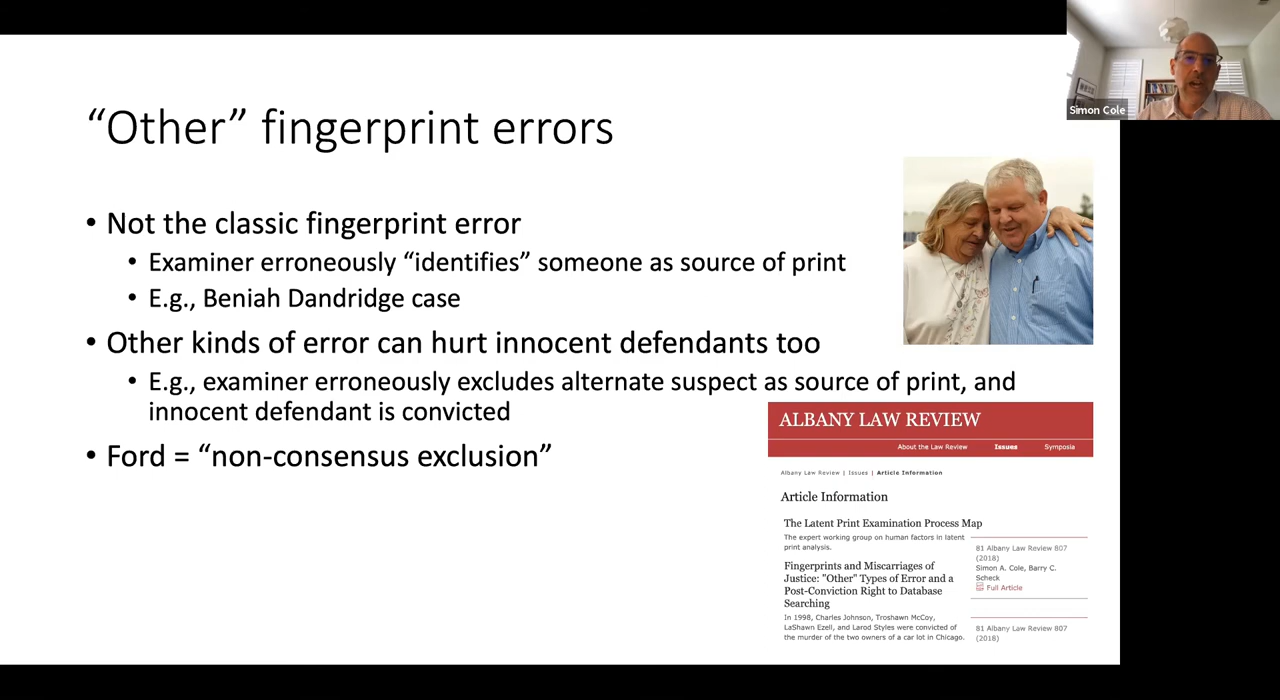 Simon Cole
“Other” fingerprint errors
• Not the classic fingerprint error
• Examiner erroneously “identifies” someone as source of print
• E.g., Beniah Dandridge case
• Other kinds of error can hurt innocent defendants too
• E.g., examiner erroneously excludes alternate suspect as source of print, and
innocent defendant is convicted
• Ford = “non-consensus exclusion”
ALBANY LAW REVIEW
About the Law Review Issues Symposia
Albany Law Review | Issues | Article Information
Article Information
The Latent Print Examination Process Map
The expert working group on human factors in latent
print analysis.
81 Albany Law Review 807
(2018)
Simon A. Cole, Barry C.
Scheck
Full Article
Fingerprints and Miscarriages of
Justice: "Other" Types of Error and a
Post-Conviction Right to Database
Searching
In 1998, Charles Johnson, Troshawn McCoy,
LaShawn Ezell, and Larod Styles were convicted of
the murder of the two owners of a car lot in Chicago.
81 Albany Law Review 807
(2018)